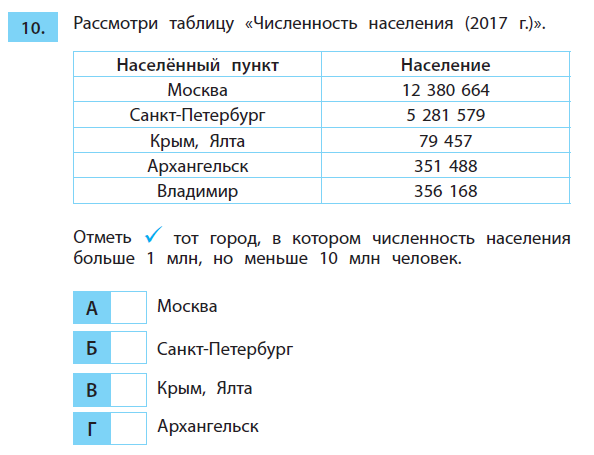 10. Рассмотри таблицу «Численность населения (2017 г.)».
Населённый пункт Население
Москва 12 380 664
Санкт-Петербург 5 281 579
Крым, Ялта 79 457
Архангельск 351 488
Владимир 356 168
Отметь ✓ тот город, в котором численность населения
больше 1 млн, но меньше 10 млн человек.
А Москва
Б Санкт-Петербург
В Крым, Ялта
Г Архангельск